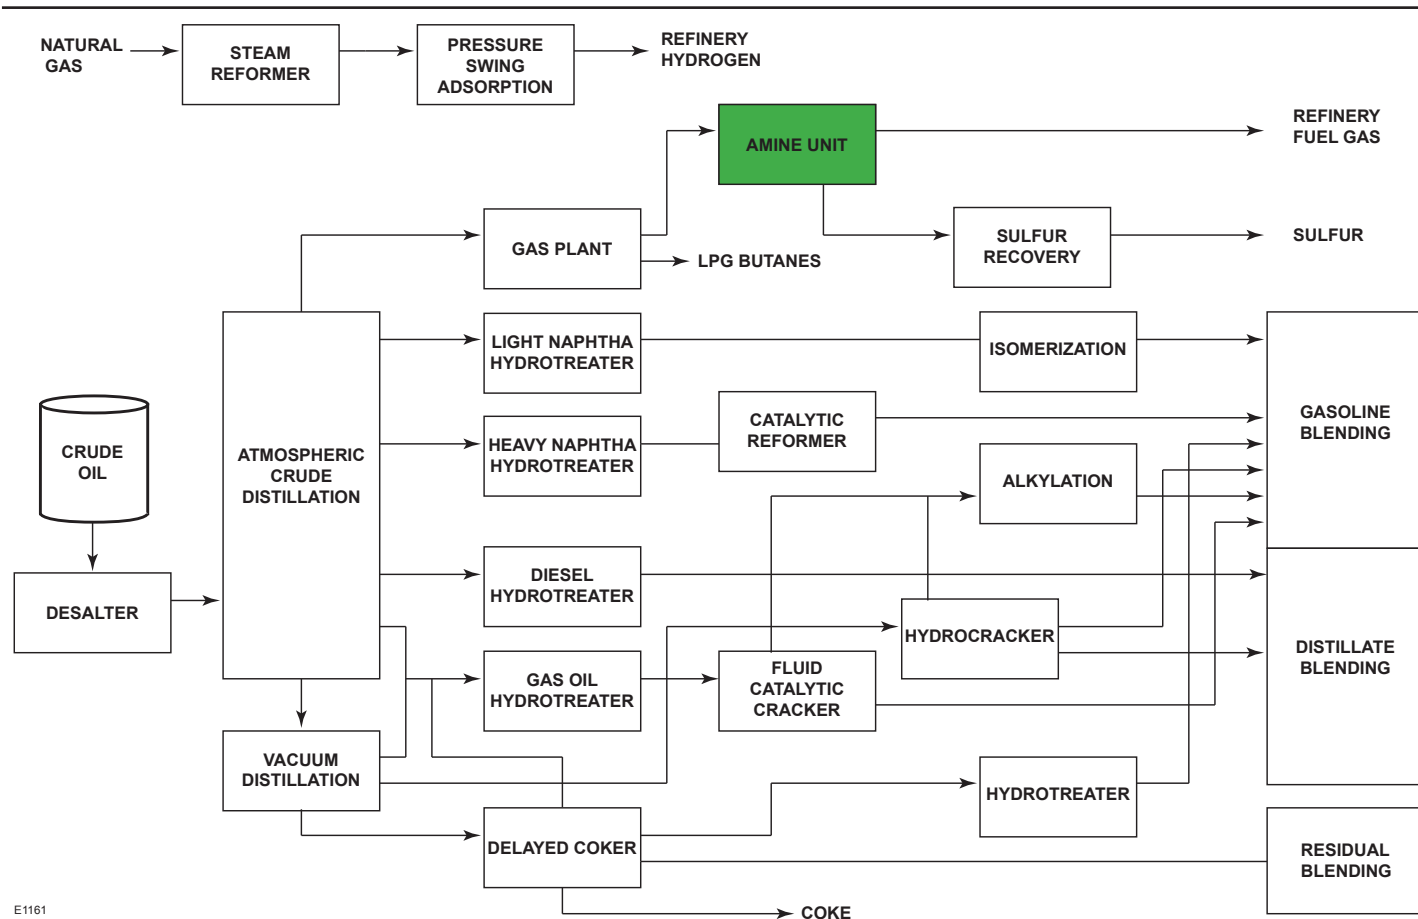 NATURAL
GAS
STEAM
REFORMER
PRESSURE
SWING
ADSORPTION
REFINERY
HYDROGEN
AMINE UNIT
REFINERY
FUEL GAS
GAS PLANT
LPG BUTANES
SULFUR
RECOVERY
SULFUR
LIGHT NAPHTHA
HYDROTREATER
ISOMERIZATION
CRUDE
OIL
ATMOSPHERIC
CRUDE
DISTILLATION
HEAVY NAPHTHA
HYDROTREATER
CATALYTIC
REFORMER
ALKYLATION
GASOLINE
BLENDING
DESALTER
DIESEL
HYDROTREATER
HYDROCRACKER
DISTILLATE
BLENDING
GAS OIL
HYDROTREATER
FLUID
CATALYTIC
CRACKER
VACUUM
DISTILLATION
HYDROTREATER
DELAYED COKER
RESIDUAL
BLENDING
COKE
E1161